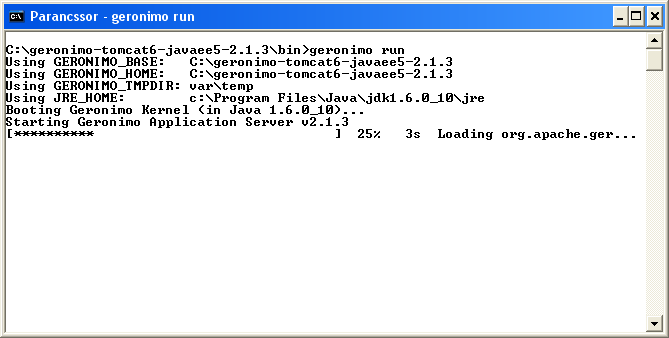 Parancssor - geronimo run
C:\geronimo-tomcat6-javaee5-2.1.3\bin>geronimo run
Using GERONIMO_BASE:   C:\geronimo-tomcat6-javaee5-2.1.3
Using GERONIMO_HOME:   C:\geronimo-tomcat6-javaee5-2.1.3
Using GERONIMO_TMPDIR: var\temp
Using JRE_HOME:        c:\Program Files\Java\jdk1.6.0_10\jre
Booting Geronimo Kernel (in Java 1.6.0_10)...
Starting Geronimo Application Server v2.1.3
[**********                              ]  25%   3s  Loading org.apache.ger...